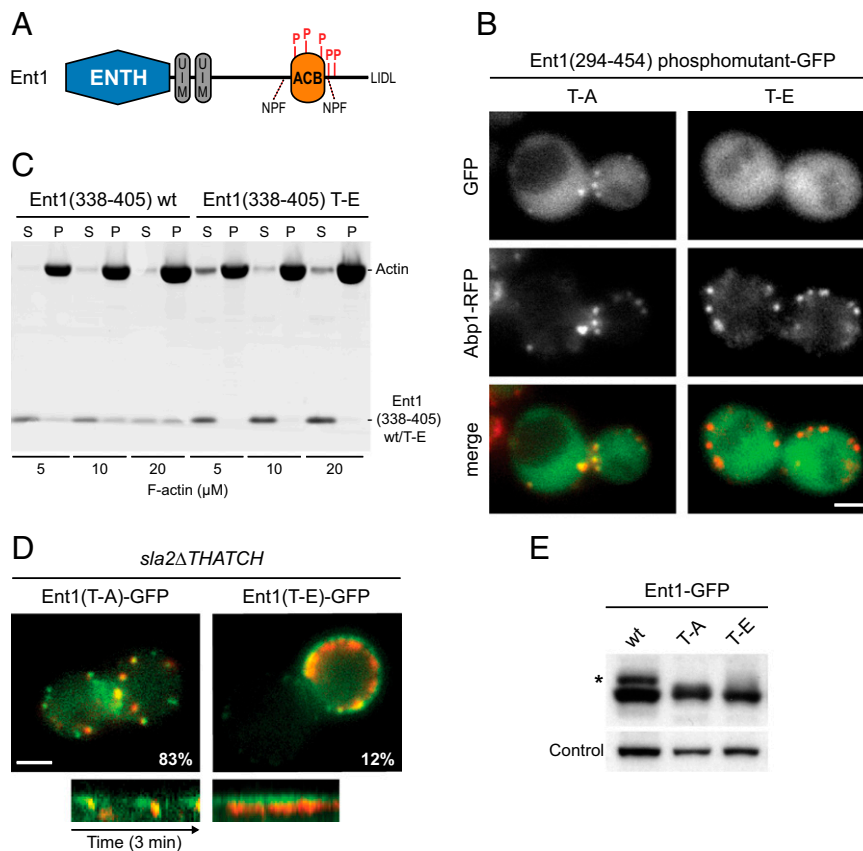 A
Ent1
ENTH
UIM
UIM
P
P
P
PP
ACB
LIDL
NPF
NPF
B
Ent1(294-454) phosphomutant-GFP
T-A
T-E
GFP
Abp1-RFP
merge
C
Ent1(338-405) wt
Ent1(338-405) T-E
S P S P S P S P S P S P
- Actin
Ent1
- (338-405)
wt/T-E
5 10 20 5 10 20
F-actin (µM)
D
sla2ΔTHATCH
Ent1(T-A)-GFP
Ent1(T-E)-GFP
83%
12%
Time (3 min)
E
Ent1-GFP
wt
T-A
T-E
*
Control